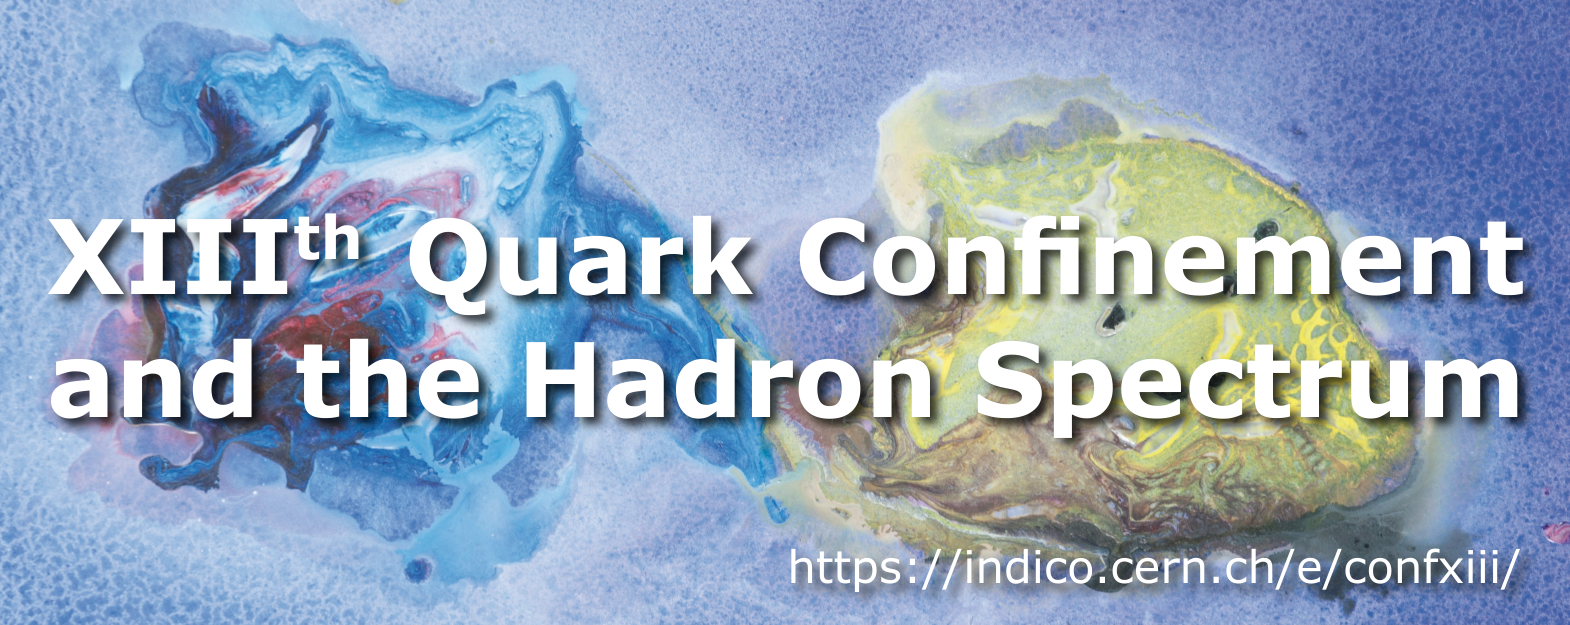 XIIIth Quark Confinement
and the Hadron Spectrum
https://indico.cern.ch/e/confxiii/